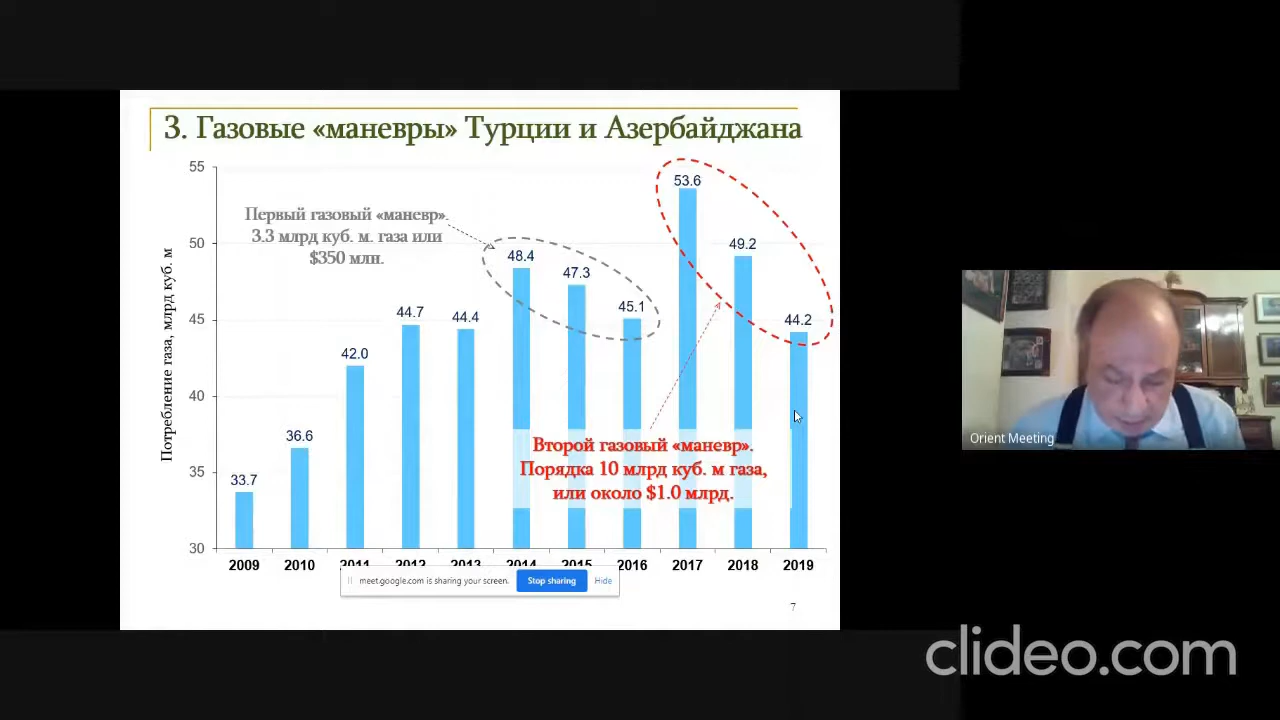 3. Газовые «маневры» Турции и Азербайджана
Потребление газа, млрд куб. м
55
50
45
40
35
30
Первый газовый «маневр».
3.3 млрд куб. м. газа или
$350 млн.
33.7
36.6
42.0
44.7
44.4
48.4
47.3
45.1
53.6
49.2
44.2
Второй газовый «маневр».
Порядка 10 млрд куб. м газа,
или около $1.0 млрд.
2009 2010 2011 2012 2013 2014 2015 2016 2017 2018 2019
meet.google.com is sharing your screen. Stop sharing Hide
7
Orient Meeting
clideo.com